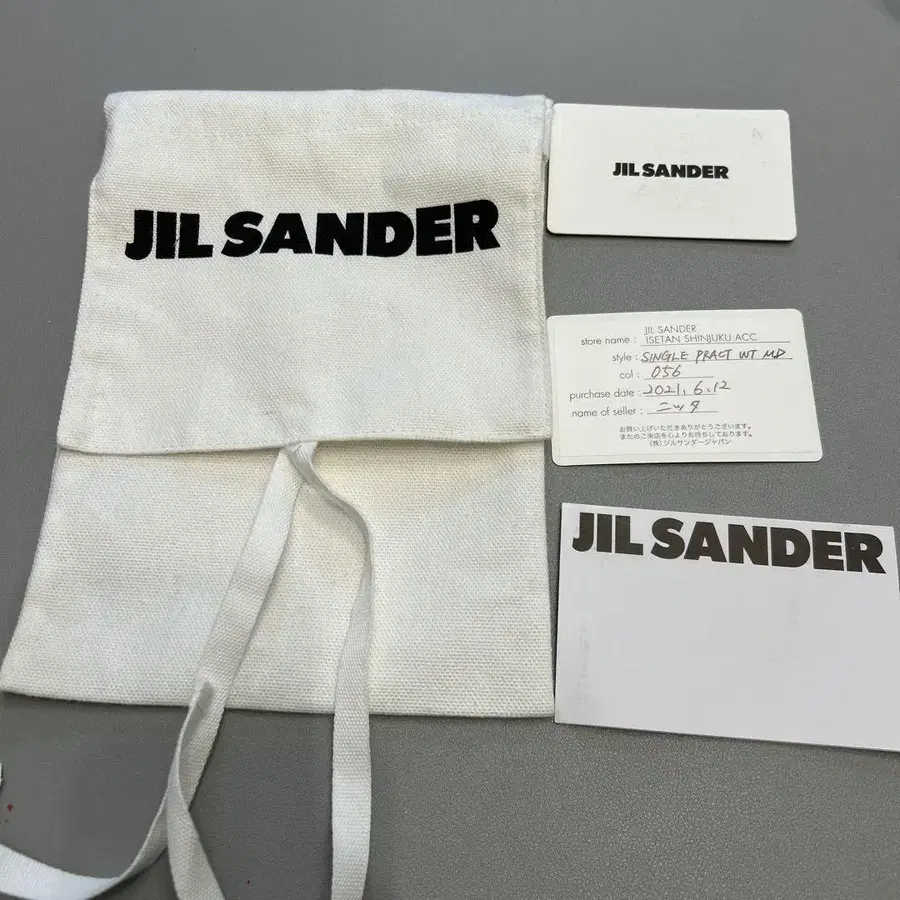 JIL SANDER
JIL SANDER
JIL SANDER
store name : ISETAN SHINJUKU ACC
style : SINGLE PRACT WT MD
col : 056
purchase date : 2021. 6. 12
name of seller : ニッタ
お買い上げいただきありがとうございます。
またのご来店を心よりお待ちしております。
(株)ジルサンダージャパン
JIL SANDER